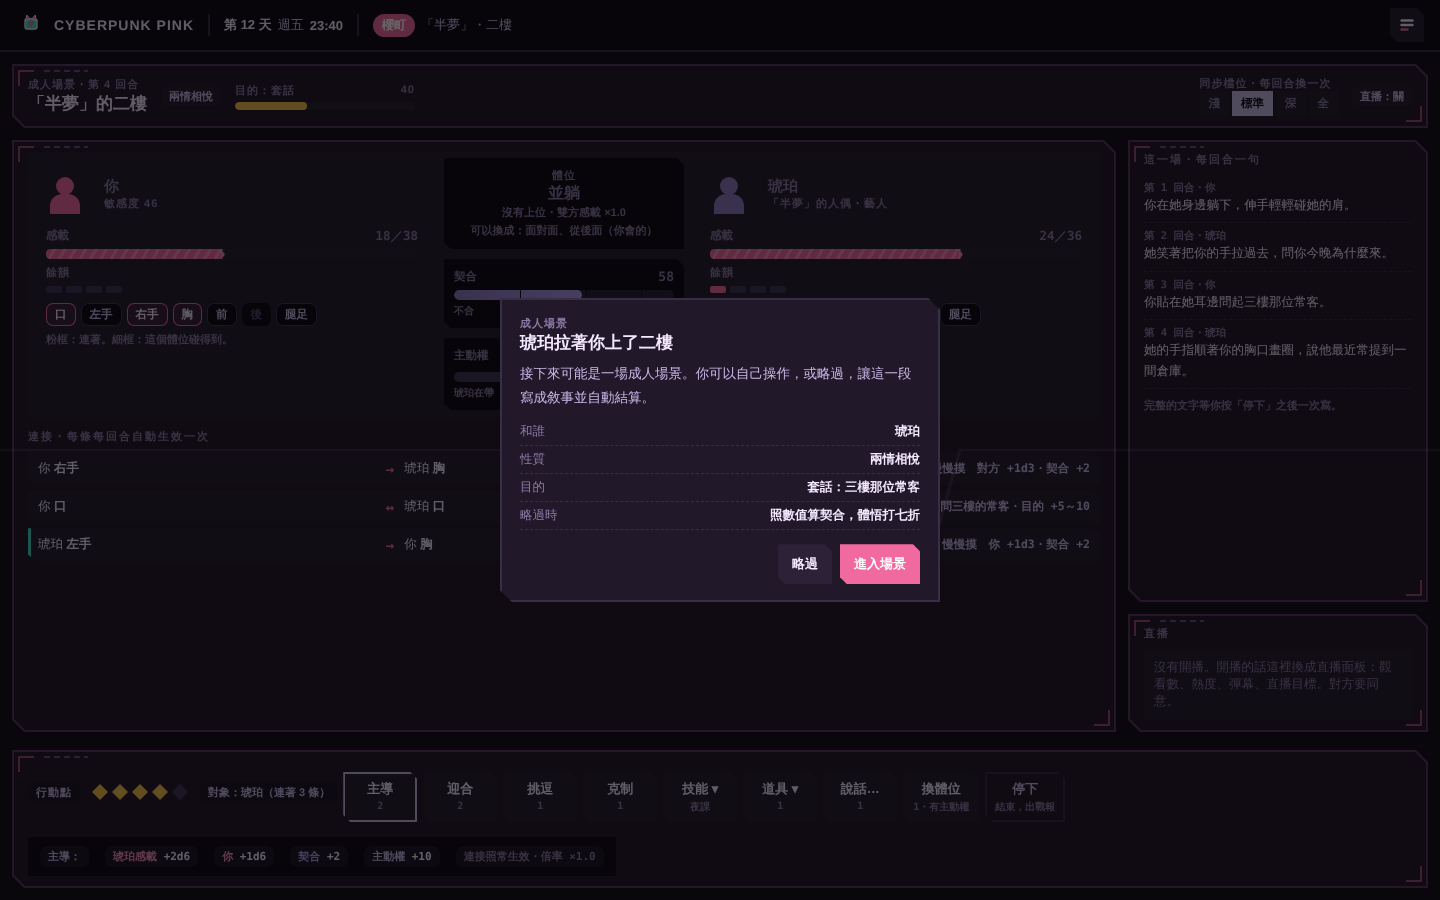 CYBERPUNK PINK
第 12 天 週五 23:40
櫻町 「半夢」・二樓
成人場景・第 4 回合
「半夢」的二樓
兩情相悅
目的：套話 40
同步檔位・每回合換一次
淺 標準 深 全
直播：關
你
敏感度 46
感載 18／38
餘韻
口 左手 右手 胸 前 後 腿足
粉框：連著。細框：這個體位碰得到。
體位
並躺
沒有上位・雙方感載 ×1.0
可以換成：面對面、從後面（你會的）
契合 58
不合
主動權
琥珀在帶
琥珀
「半夢」的人偶・藝人
感載 24／36
餘韻
腿足
連接・每條每回合自動生效一次
你 右手 → 琥珀 胸
慢摸 對方 +1d3・契合 +2
你 口 ↔ 琥珀 口
問三樓的常客・目的 +5～10
琥珀 左手 → 你 胸
慢慢摸 你 +1d3・契合 +2
成人場景
琥珀拉著你上了二樓
接下來可能是一場成人場景。你可以自己操作，或略過，讓這一段
寫成敘事並自動結算。
和誰 琥珀
性質 兩情相悅
目的 套話：三樓那位常客
略過時 照數值算契合，體悟打七折
略過 進入場景
這一場・每回合一句
第 1 回合・你
你在她身邊躺下，伸手輕輕碰她的肩。
第 2 回合・琥珀
她笑著把你的手拉過去，問你今晚為什麼來。
第 3 回合・你
你貼在她耳邊問起三樓那位常客。
第 4 回合・琥珀
她的手指順著你的胸口畫圈，說他最近常提到一
間倉庫。
完整的文字等你按「停下」之後一次寫。
直播
沒有開播。開播的話這裡換成直播面板：觀
看數、熱度、彈幕、直播目標。對方要同
意。
行動點
對象：琥珀（連著 3 條）
主導 2
迎合 2
挑逗 1
克制 1
技能 ▾ 夜課
道具 ▾ 1
說話… 1
換體位 1・有主動權
停下 結束，出戰報
主導： 琥珀感載 +2d6 你 +1d6 契合 +2 主動權 +10 連接照常生效・倍率 ×1.0